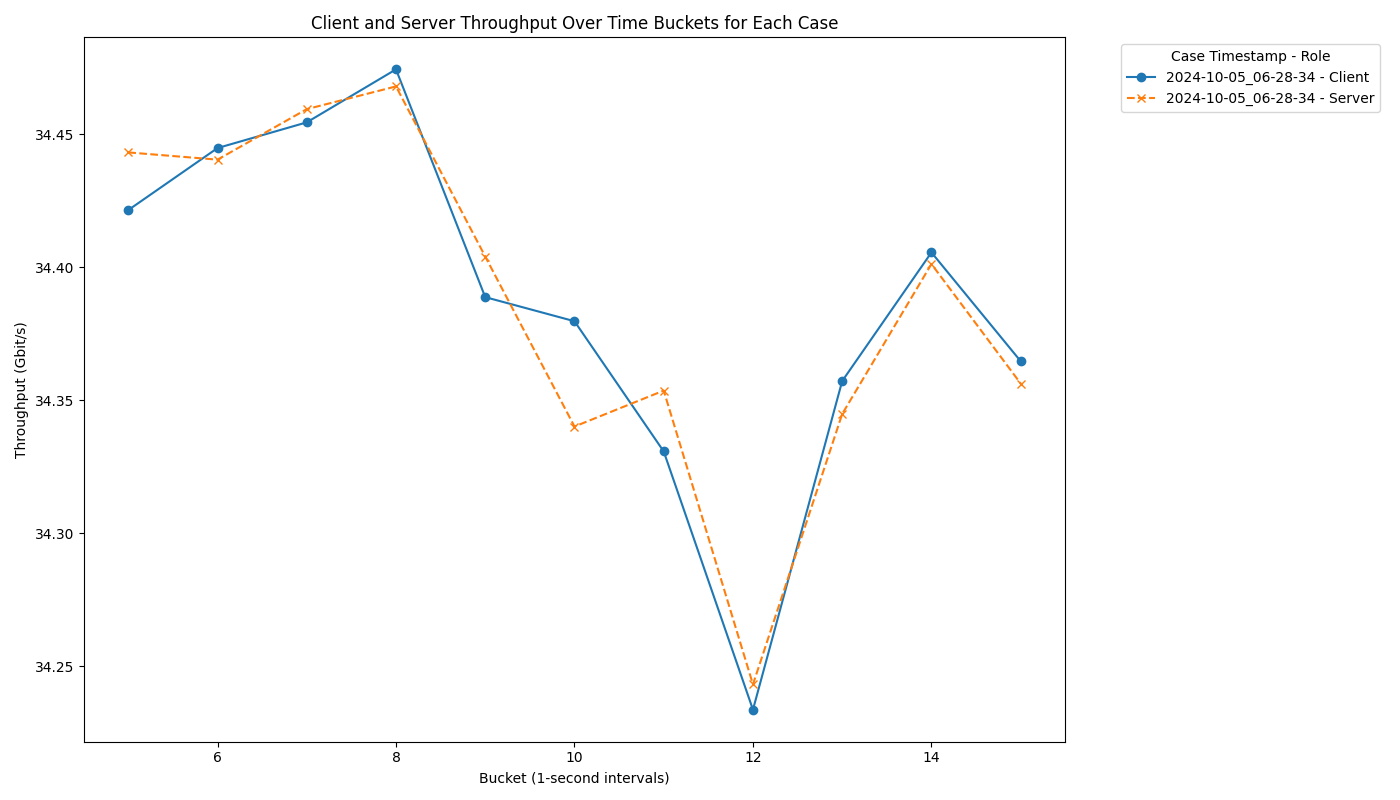 Client and Server Throughput Over Time Buckets for Each Case
Case Timestamp - Role
2024-10-05_06-28-34 - Client
2024-10-05_06-28-34 - Server
Throughput (Gbit/s)
34.45
34.40
34.35
34.30
34.25
6
8
10
12
14
Bucket (1-second intervals)